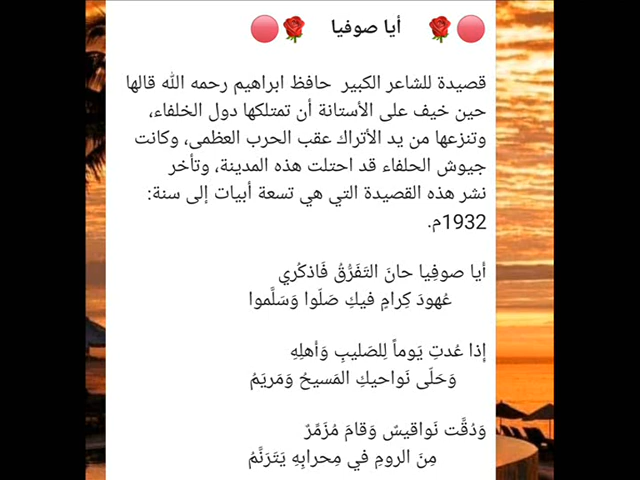 أيا صوفيا
قصيدة للشاعر الكبير حافظ ابراهيم رحمه الله قالها
حين خيف على الأستانة أن تمتلكها دول الخلفاء،
وتنزعها من يد الأتراك عقب الحرب العظمى، وكانت
جيوش الحلفاء قد احتلت هذه المدينة، وتأخر
نشر هذه القصيدة التي هي تسعة أبيات إلى سنة:
1932م.
أيا صوفِيا حانَ التَفَرُّقُ فَاذكُري
عُهودَ كِرامٍ فيكِ صَلّوا وَسَلَّموا
إذا عُدتِ يَوماً لِلصَليبِ وَأهلِهِ
وَحَلّى نَواحيكِ المَسيحُ وَمَريَمُ
وَدُقَّت نَواقيسٌ وَقامَ مُزَمِّرٌ
مِنَ الرومِ في مِحرابِهِ يَتَرَنَّمُ